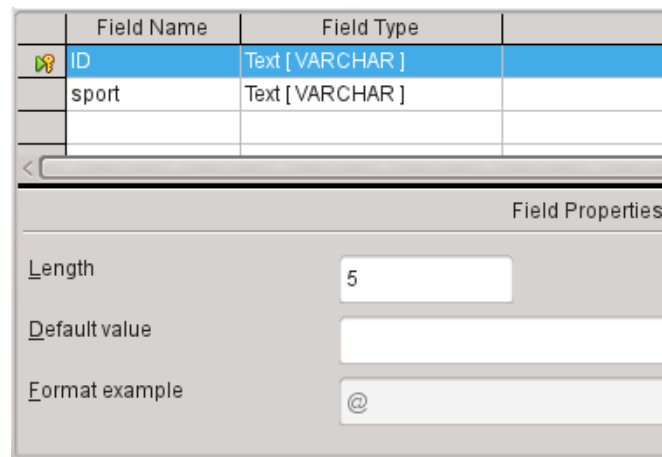 Field Name Field Type
ID Text [ VARCHAR ]
sport Text [ VARCHAR ]
Field Properties
Length 5
Default value
Format example @